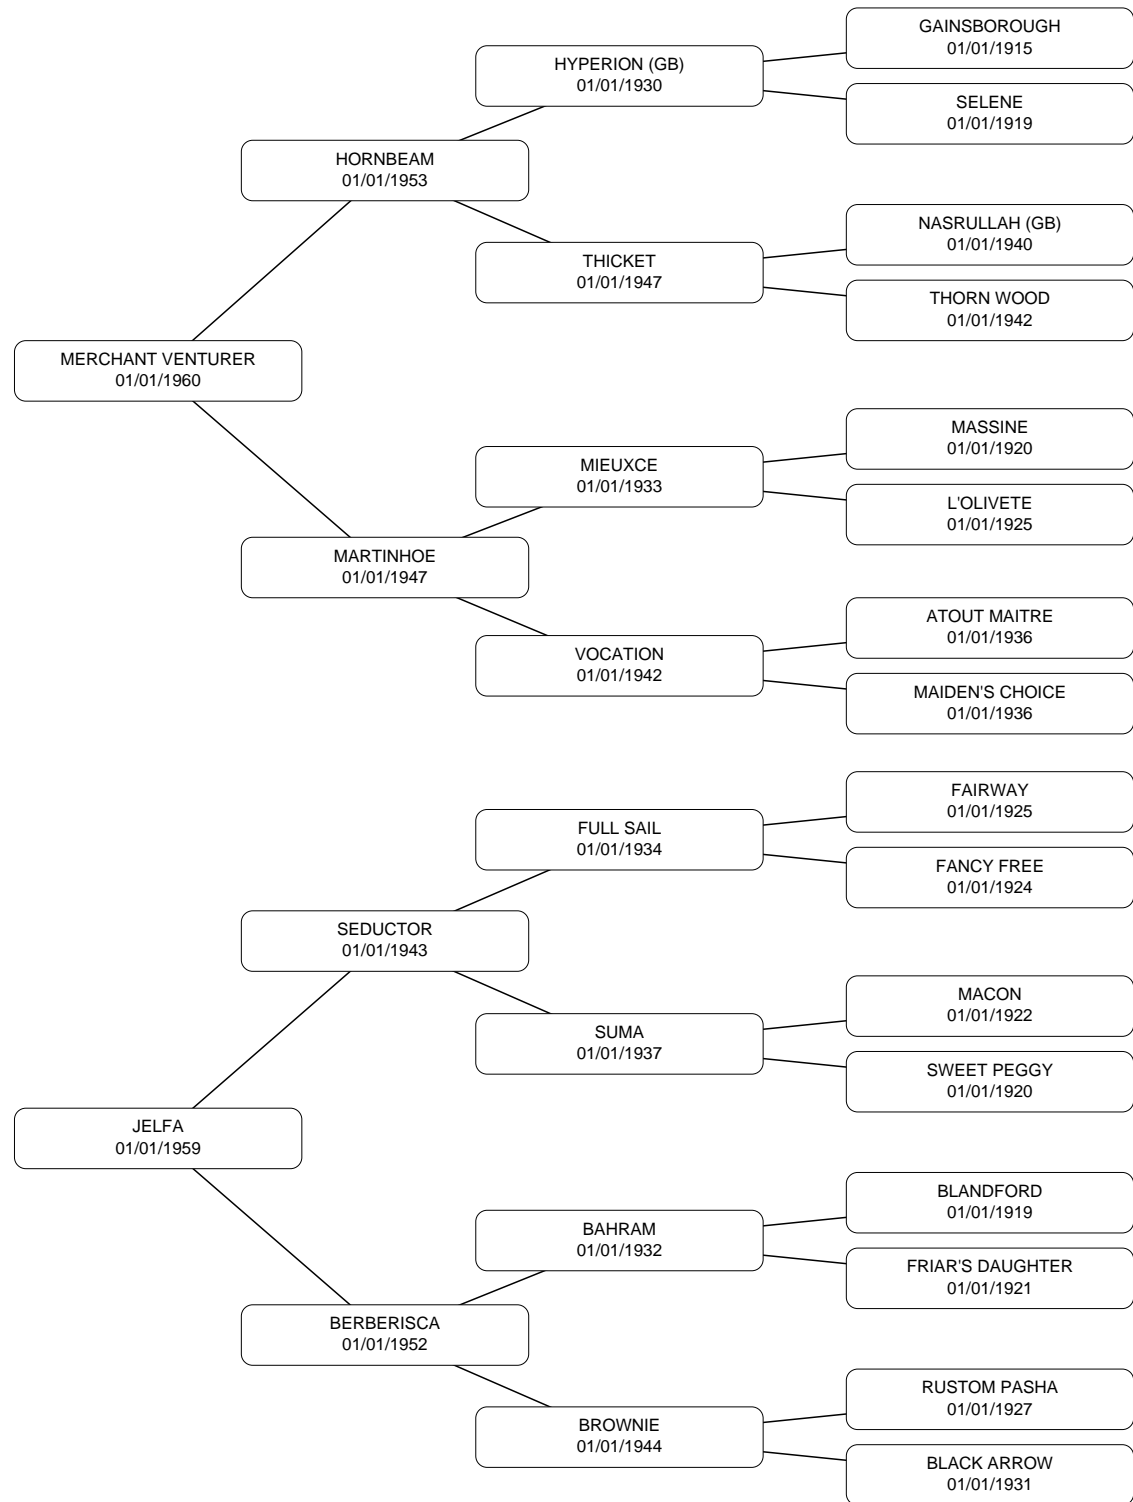 GAINSBOROUGH
01/01/1915
HYPERION (GB)
01/01/1930
SELENE
01/01/1919
HORNBEAM
01/01/1953
NASRULLAH (GB)
01/01/1940
THICKET
01/01/1947
THORN WOOD
01/01/1942
MERCHANT VENTURER
01/01/1960
MASSINE
01/01/1920
MIEUXCE
01/01/1933
L'OLIVETE
01/01/1925
MARTINHOE
01/01/1947
ATOUT MAITRE
01/01/1936
VOCATION
01/01/1942
MAIDEN'S CHOICE
01/01/1936
FAIRWAY
01/01/1925
FULL SAIL
01/01/1934
FANCY FREE
01/01/1924
SEDUCTOR
01/01/1943
MACON
01/01/1922
SUMA
01/01/1937
SWEET PEGGY
01/01/1920
JELFA
01/01/1959
BLANDFORD
01/01/1919
BAHRAM
01/01/1932
FRIAR'S DAUGHTER
01/01/1921
BERBERISCA
01/01/1952
RUSTOM PASHA
01/01/1927
BROWNIE
01/01/1944
BLACK ARROW
01/01/1931